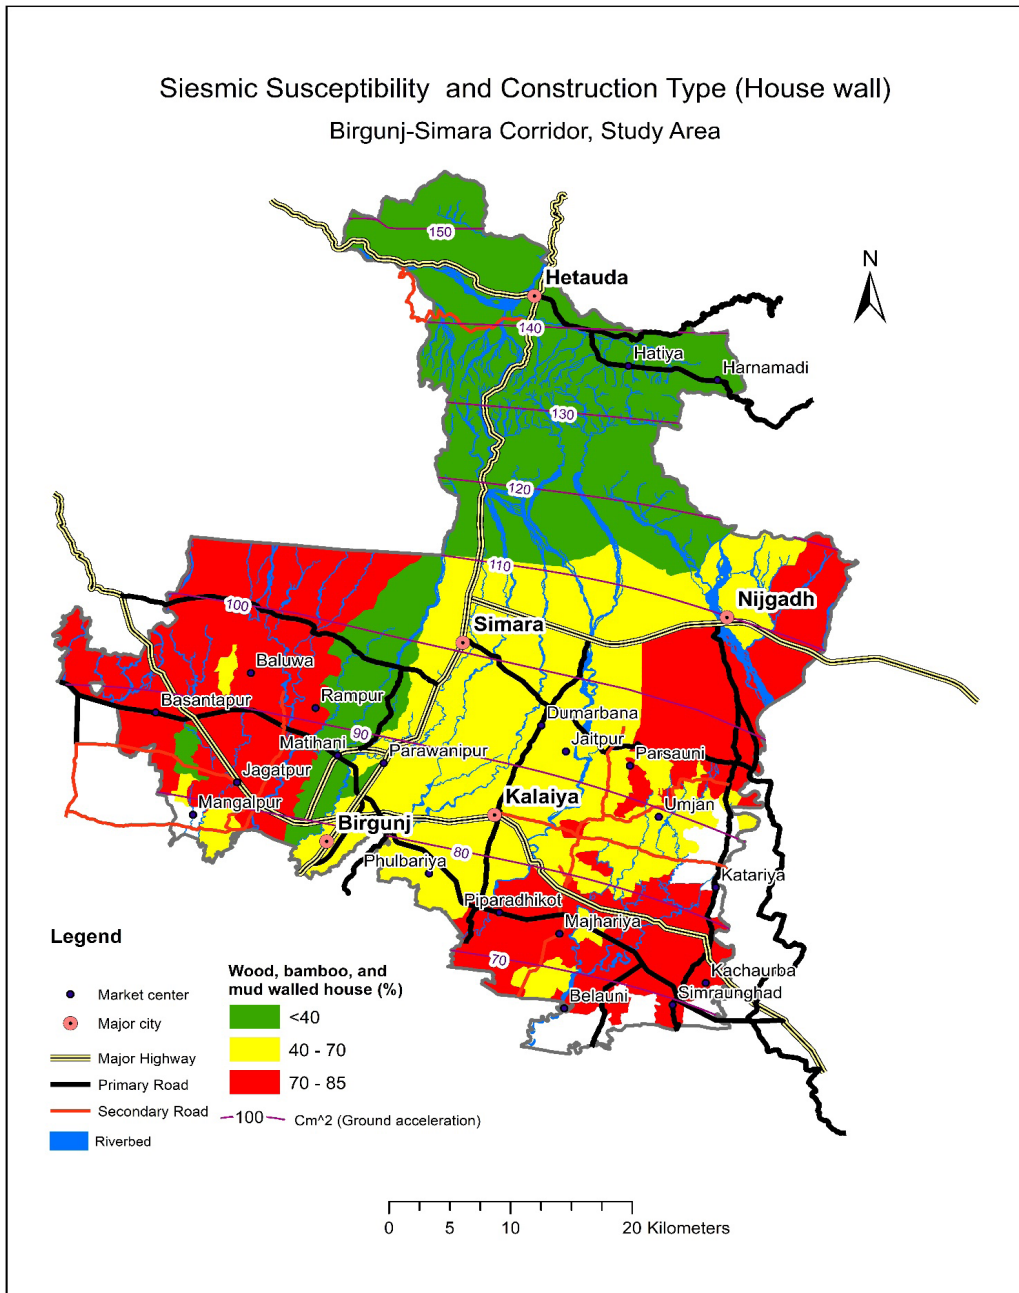 Siesmic Susceptibility and Construction Type (House wall)
Birgunj-Simara Corridor, Study Area
150
N
Hetauda
140
Hatiya
Harnamadi
130
120
110
Nijgadh
100
Simara
Baluwa
Basantapur
Rampur
Dumarbana
90
Matihani
Parawanipur
Jaitpur
Parsauni
Jagatpur
Mangalpur
Kalaiya
Umjan
Birgunj
80
Phulbariya
Katariya
Piparadhikot
Majhariya
70
Kachaurba
Belauni
Simraunghad
Legend
Market center
Major city
Major Highway
Primary Road
Secondary Road
Riverbed
Wood, bamboo, and
mud walled house (%)
<40
40 - 70
70 - 85
100 Cm^2 (Ground acceleration)
0 5 10 20 Kilometers